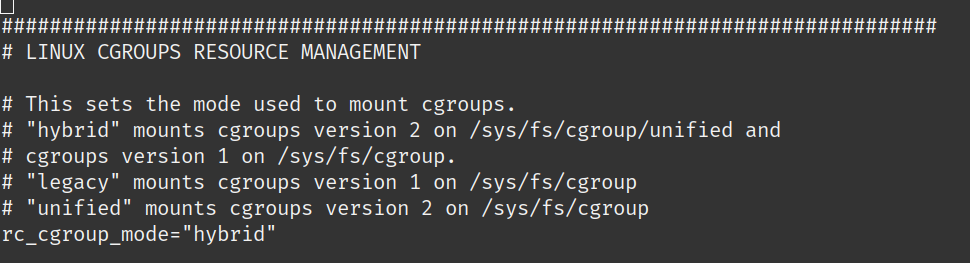 ##############################################################################
# LINUX CGROUPS RESOURCE MANAGEMENT
# This sets the mode used to mount cgroups.
# "hybrid" mounts cgroups version 2 on /sys/fs/cgroup/unified and
# cgroups version 1 on /sys/fs/cgroup.
# "legacy" mounts cgroups version 1 on /sys/fs/cgroup
# "unified" mounts cgroups version 2 on /sys/fs/cgroup
rc_cgroup_mode="hybrid"